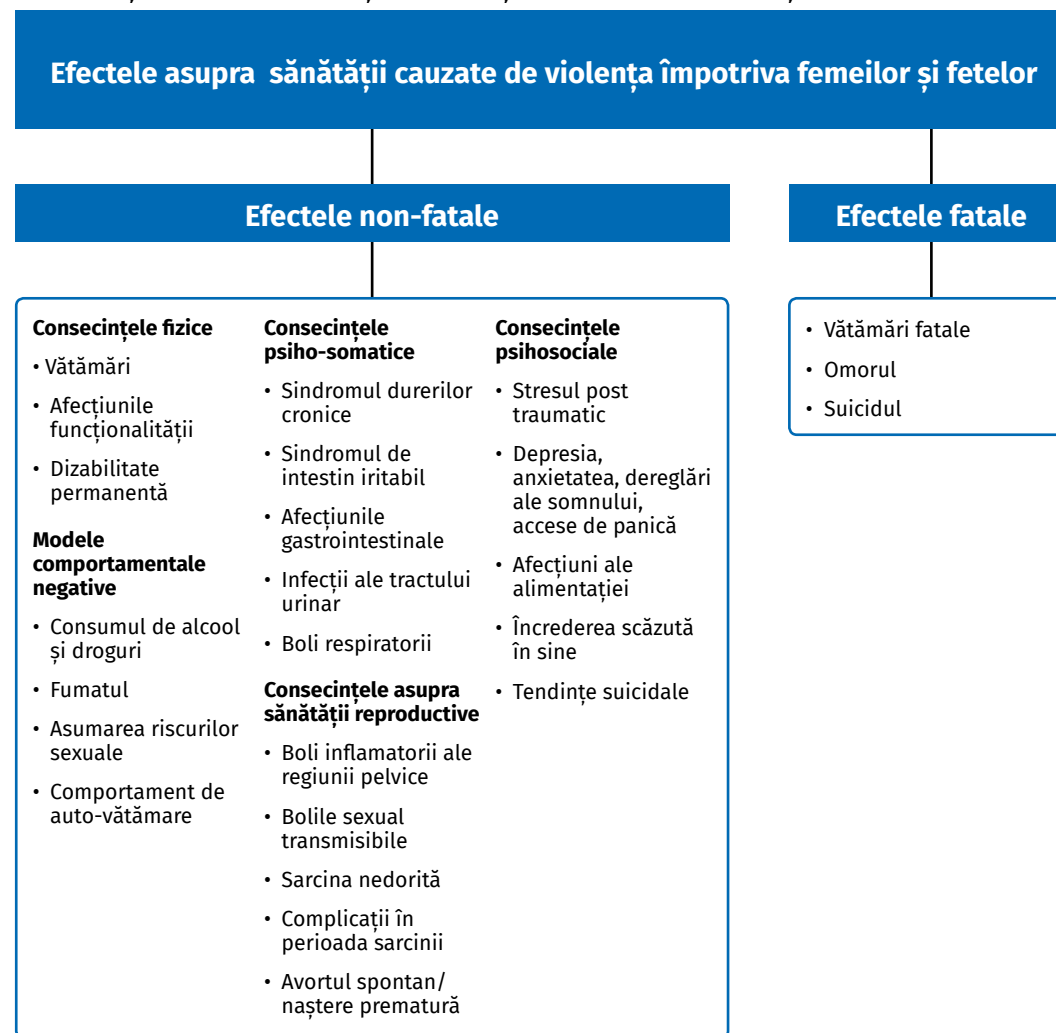 Efectele asupra sănătății cauzate de violența împotriva femeilor și fetelor
Efectele non-fatale
Efectele fatale
Consecințele fizice
• Vătămări
• Afecțiunile
funcționalității
• Dizabilitate
permanentă
Modele
comportamentale
negative
• Consumul de alcool
și droguri
• Fumatul
• Asumarea riscurilor
sexuale
• Comportament de
auto-vătămare
Consecințele
psiho-somatice
• Sindromul durerilor
cronice
• Sindromul de
intestin iritabil
• Afecțiunile
gastrointestinale
• Infecții ale tractului
urinar
• Boli respiratorii
Consecințele asupra
sănătății reproductive
• Boli inflamatorii ale
regiunii pelvice
• Bolile sexual
transmisibile
• Sarcina nedorită
• Complicații în
perioada sarcinii
• Avortul spontan/
naștere prematură
Consecințele
psihosociale
• Stresul post
traumatic
• Depresia,
anxietatea, dereglări
ale somnului,
accese de panică
• Afecțiuni ale
alimentației
• Încrederea scăzută
în sine
• Tendințe suicidale
• Vătămări fatale
• Omorul
• Suicidul